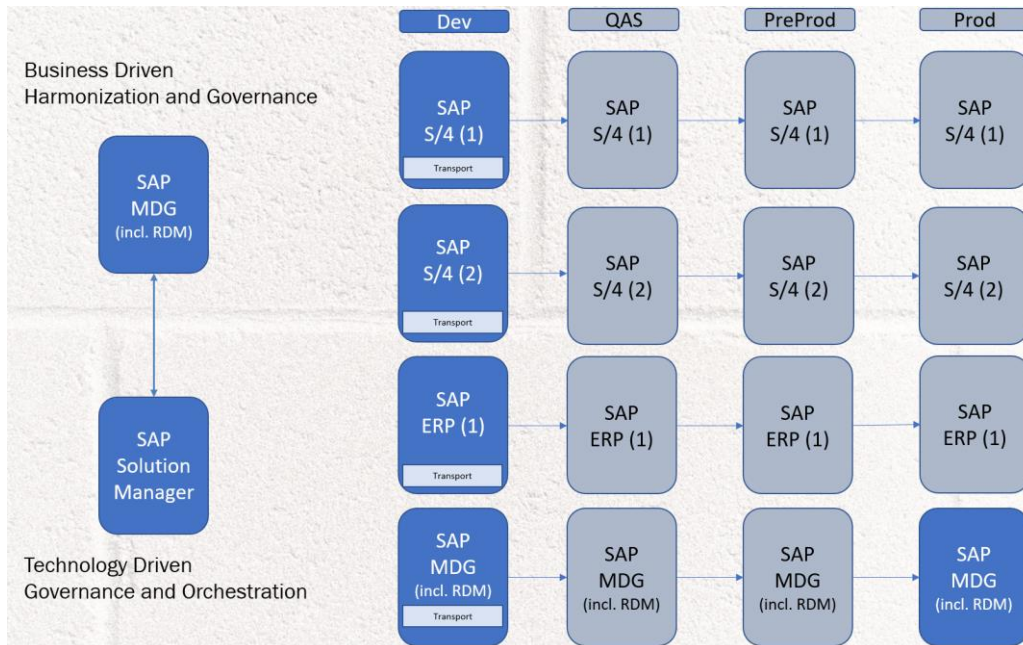 Dev
QAS
PreProd
Prod
Business Driven
Harmonization and Governance
SAP
MDG
(incl. RDM)
SAP
Solution
Manager
Technology Driven
Governance and Orchestration
SAP
S/4 (1)
Transport
SAP
S/4 (1)
SAP
S/4 (1)
SAP
S/4 (1)
SAP
S/4 (2)
Transport
SAP
S/4 (2)
SAP
S/4 (2)
SAP
S/4 (2)
SAP
ERP (1)
Transport
SAP
ERP (1)
SAP
ERP (1)
SAP
ERP (1)
SAP
MDG
(incl. RDM)
Transport
SAP
MDG
(incl. RDM)
SAP
MDG
(incl. RDM)
SAP
MDG
(incl. RDM)